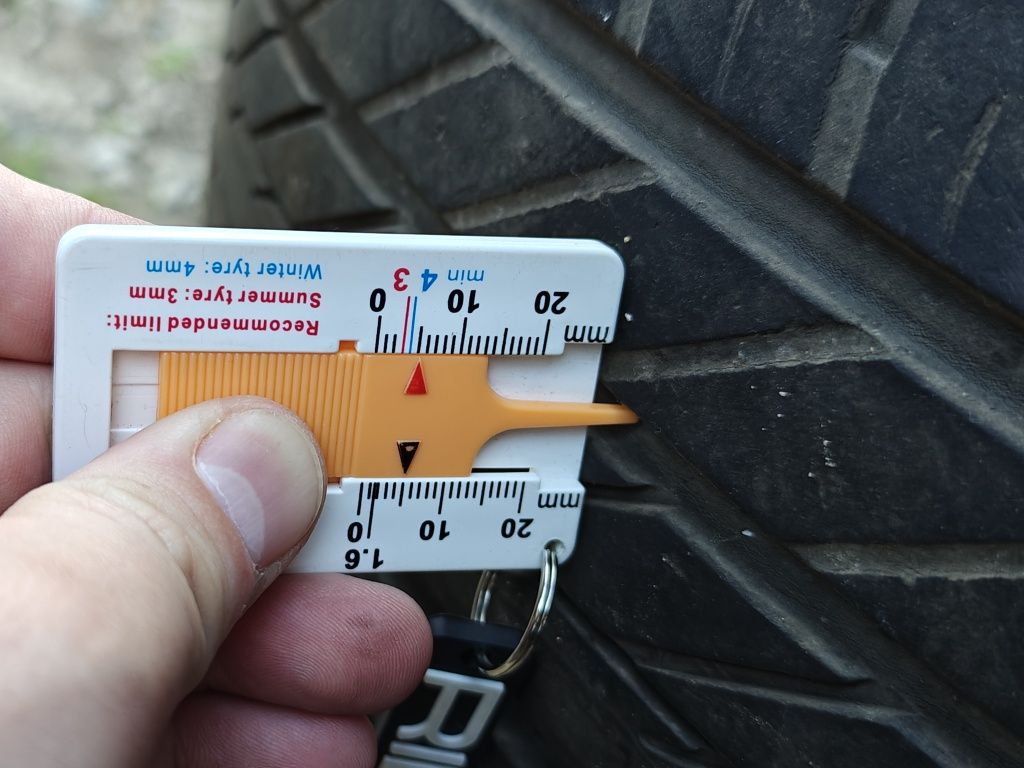 1.6
mm 20 10 0
mm 20 10 0
min 4 3
Recommended limit:
Summer tyre: 3mm
Winter tyre: 4mm